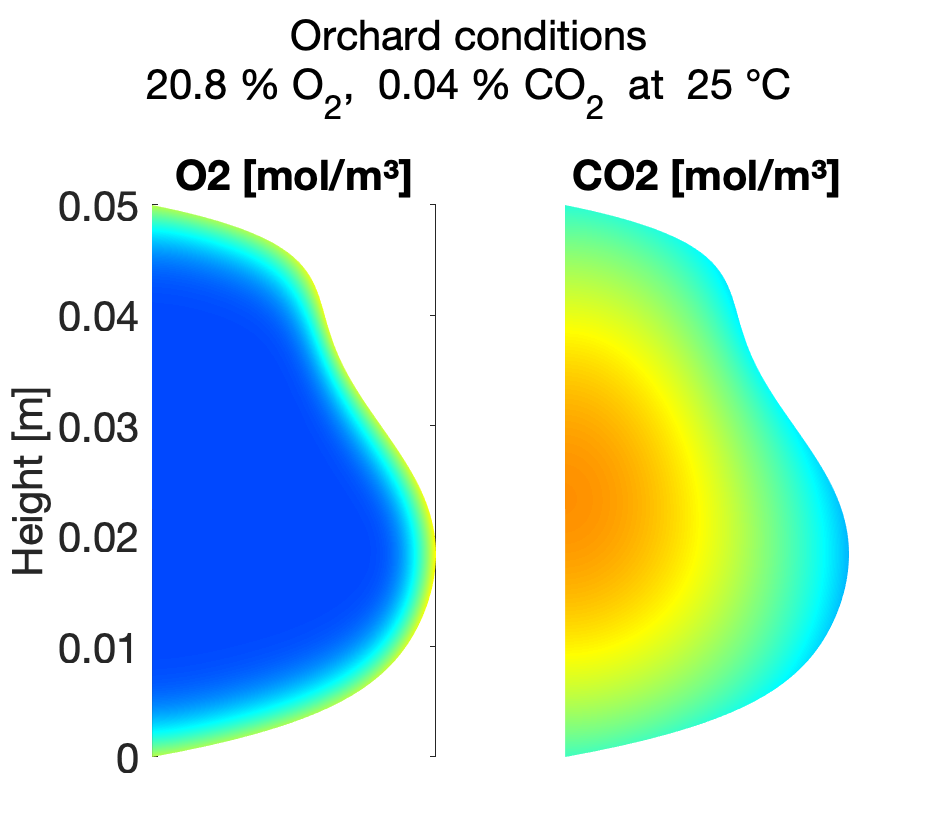 Orchard conditions
20.8 % O₂, 0.04 % CO₂ at 25 °C
O2 [mol/m³]
CO2 [mol/m³]
0.05
0.04
0.03
0.02
0.01
0
Height [m]